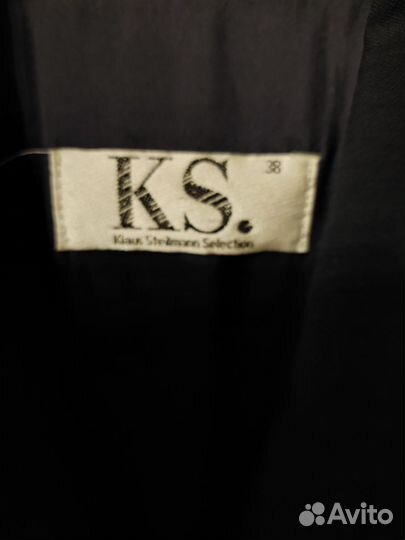 KS.
38
Klaus Steilmann Selection
Avito